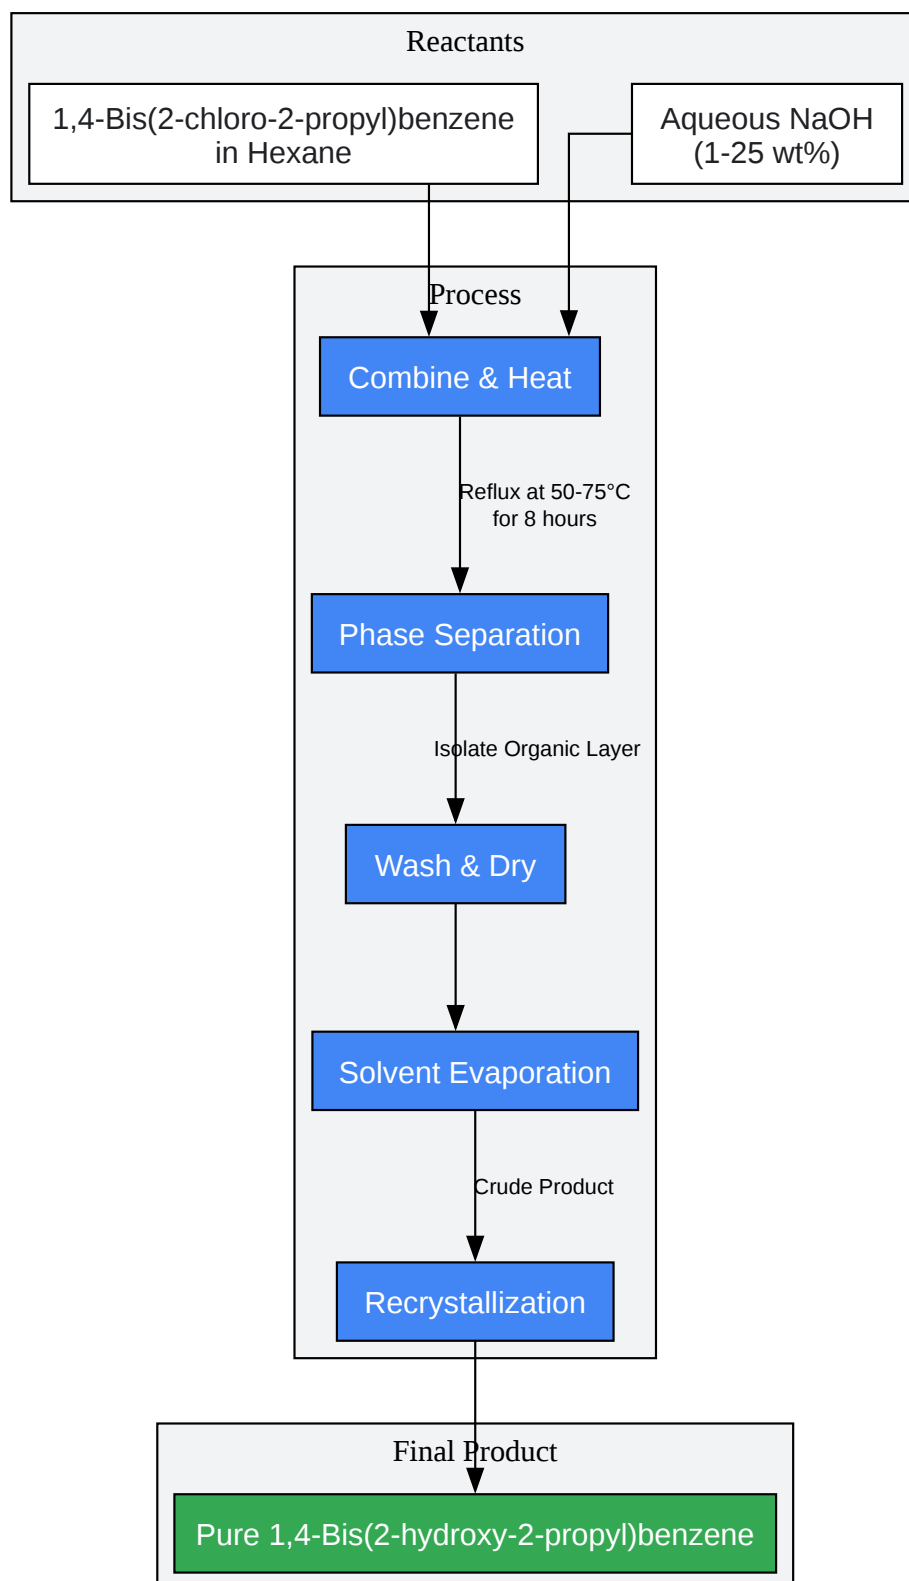 Reactants
1,4-Bis(2-chloro-2-propyl)benzene
in Hexane
Aqueous NaOH
(1-25 wt%)
Process
Combine & Heat
Reflux at 50-75°C
for 8 hours
Phase Separation
Isolate Organic Layer
Wash & Dry
Solvent Evaporation
Crude Product
Recrystallization
Final Product
Pure 1,4-Bis(2-hydroxy-2-propyl)benzene